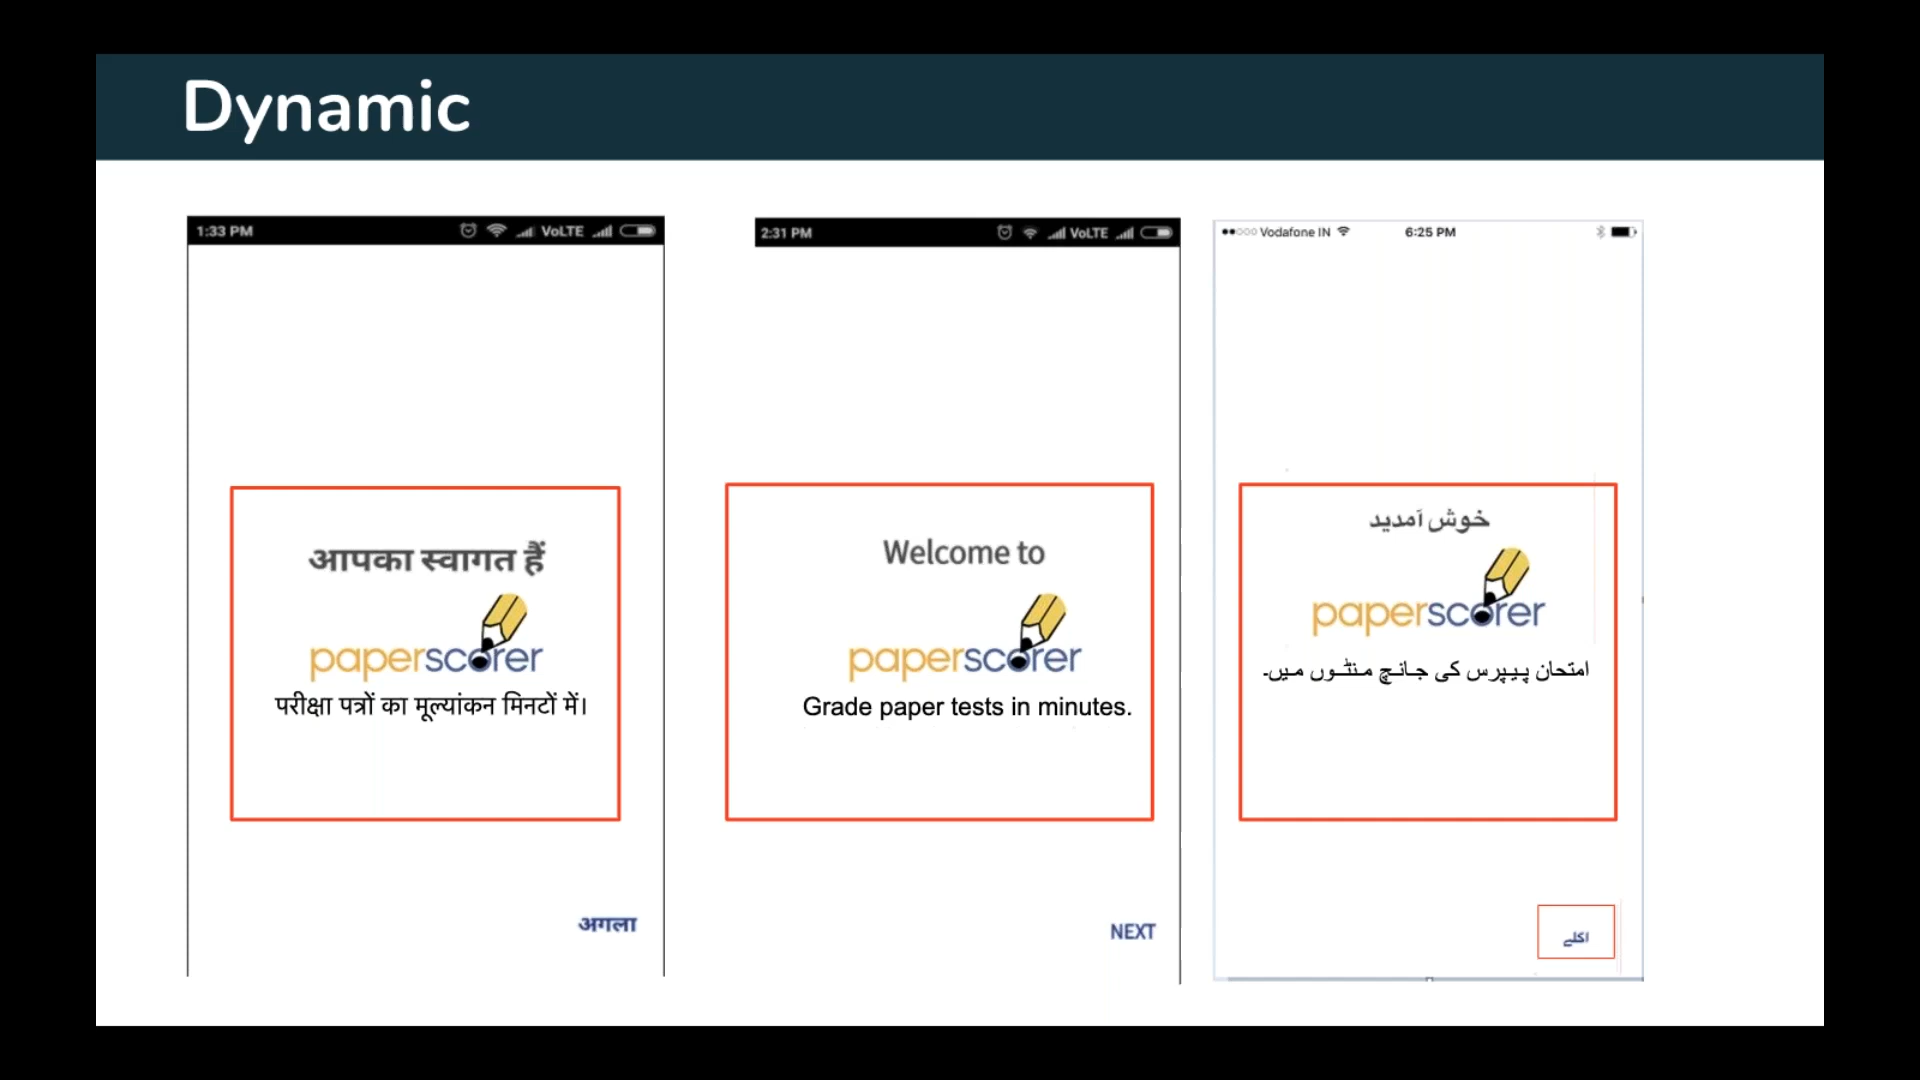 Dynamic
1:33 PM VoLTE
आपका स्वागत हैं
paperscorer
परीक्षा पत्रों का मूल्यांकन मिनटों में।
अगला
2:31 PM VoLTE
Welcome to
paperscorer
Grade paper tests in minutes.
NEXT
Vodafone IN 6:25 PM
خوش آمدید
paperscorer
امتحان پیپرس کی جانچ منٹوں میں۔
اگلے